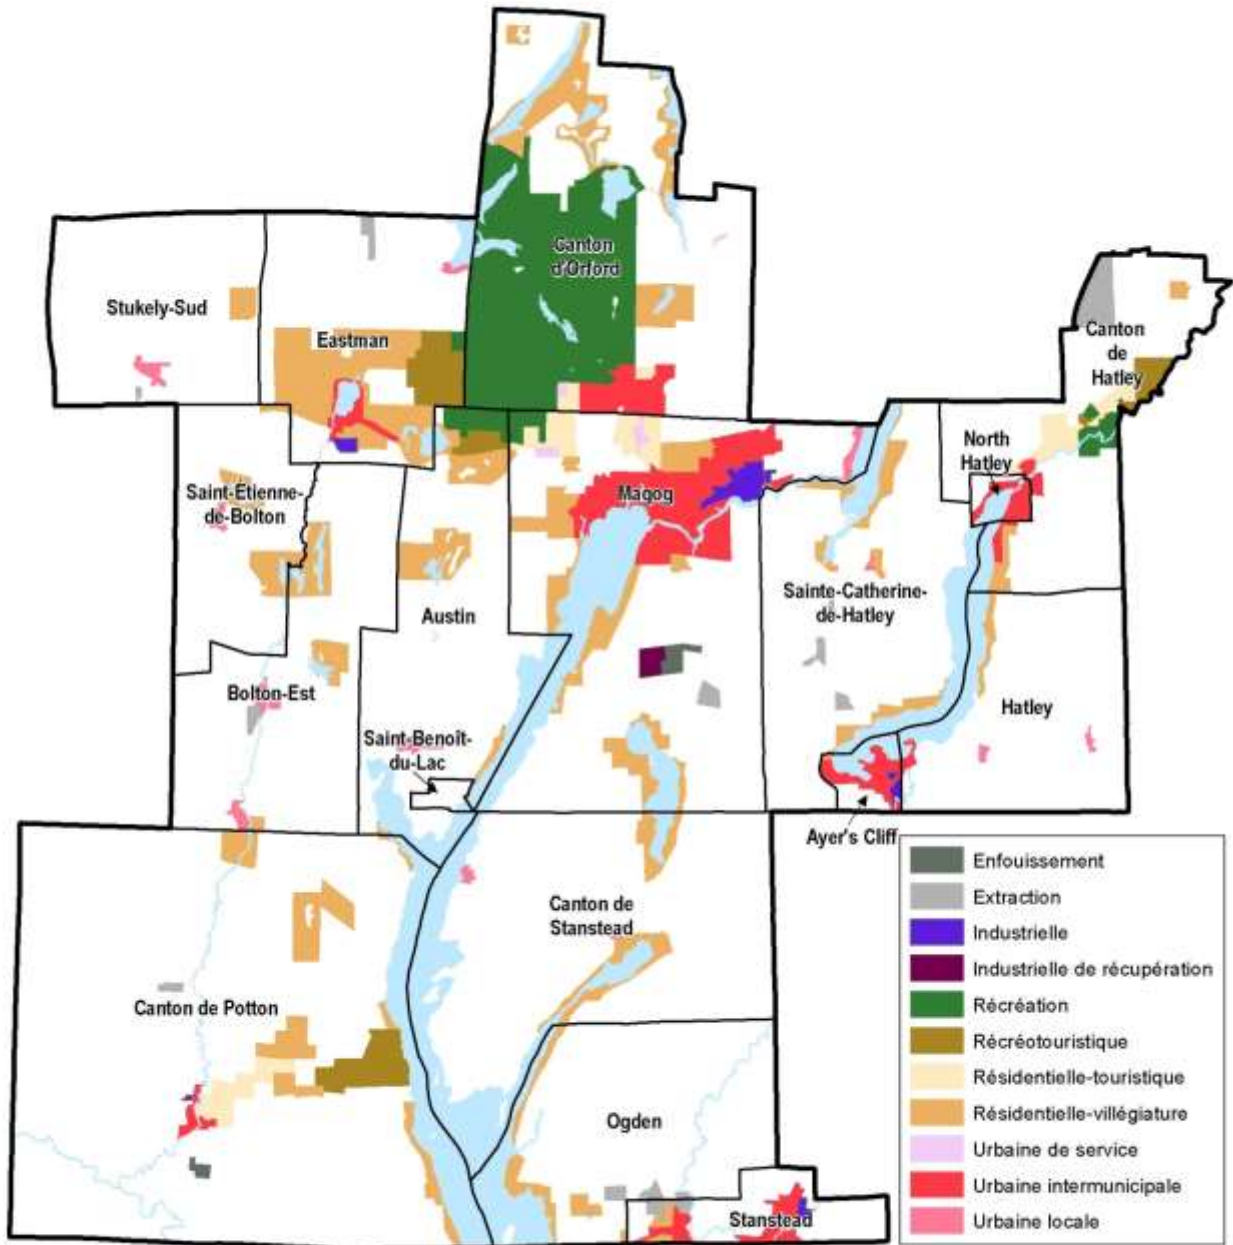 Canton
d'Orford
Stukely-Sud
Eastman
Canton
de
Hatley
North
Hatley
Saint-Étienne-
de-Bolton
Magog
Austin
Sainte-Catherine-
de-Hatley
Bolton-Est
Hatley
Saint-Benoît-
du-Lac
Ayer's Cliff
Canton de
Stanstead
Canton de Potton
Ogden
Stanstead
Enfouissement
Extraction
Industrielle
Industrielle de récupération
Récréation
Récréotouristique
Résidentielle-touristique
Résidentielle-villégiature
Urbaine de service
Urbaine intermunicipale
Urbaine locale